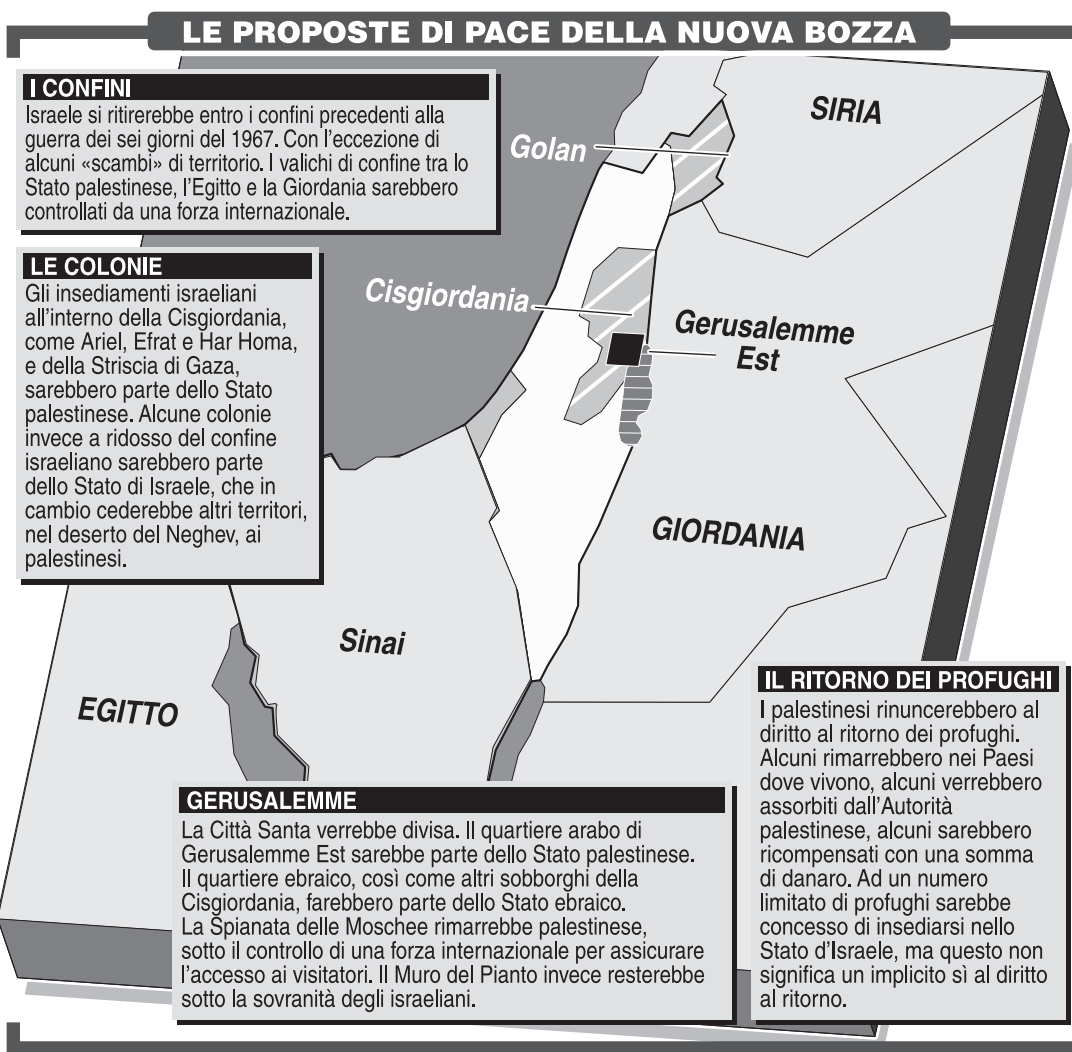 LE PROPOSTE DI PACE DELLA NUOVA BOZZA
I CONFINI
Israele si ritirerebbe entro i confini precedenti alla
guerra dei sei giorni del 1967. Con l'eccezione di
alcuni «scambi» di territorio. I valichi di confine tra lo
Stato palestinese, l'Egitto e la Giordania sarebbero
controllati da una forza internazionale.
LE COLONIE
Gli insediamenti israeliani
all'interno della Cisgiordania,
come Ariel, Efrat e Har Homa,
e della Striscia di Gaza,
sarebbero parte dello Stato
palestinese. Alcune colonie
invece a ridosso del confine
israeliano sarebbero parte
dello Stato di Israele, che in
cambio cederebbe altri territori,
nel deserto del Neghev, ai
palestinesi.
SIRIA
Golan
Cisgiordania
Gerusalemme
Est
GIORDANIA
Sinai
EGITTO
GERUSALEMME
La Città Santa verrebbe divisa. Il quartiere arabo di
Gerusalemme Est sarebbe parte dello Stato palestinese.
Il quartiere ebraico, così come altri sobborghi della
Cisgiordania, farebbero parte dello Stato ebraico.
La Spianata delle Moschee rimarrebbe palestinese,
sotto il controllo di una forza internazionale per assicurare
l'accesso ai visitatori. Il Muro del Pianto invece resterebbe
sotto la sovranità degli israeliani.
IL RITORNO DEI PROFUGHI
I palestinesi rinuncerebbero al
diritto al ritorno dei profughi.
Alcuni rimarrebbero nei Paesi
dove vivono, alcuni verrebbero
assorbiti dall'Autorità
palestinese, alcuni sarebbero
ricompensati con una somma
di danaro. Ad un numero
limitato di profughi sarebbe
concesso di insediarsi nello
Stato d'Israele, ma questo non
significa un implicito sì al diritto
al ritorno.